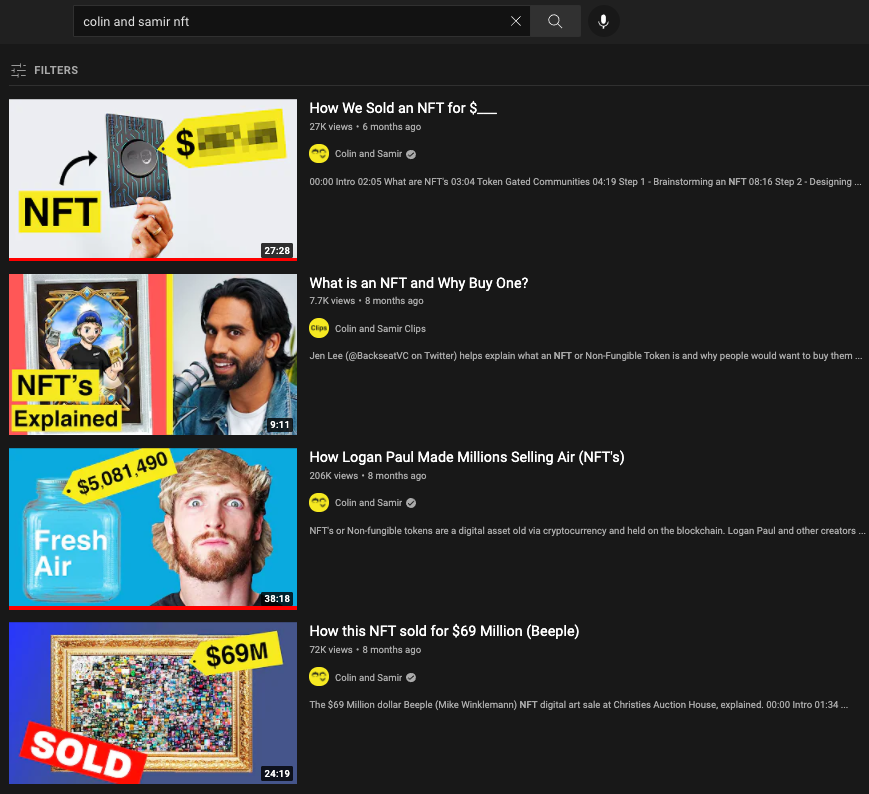 colin and samir nft
FILTERS
$
NFT
27:28
How We Sold an NFT for $___
27K views • 6 months ago
Colin and Samir
00:00 Intro 02:05 What are NFT's 03:04 Token Gated Communities 04:19 Step 1 - Brainstorming an NFT 08:16 Step 2 - Designing ...
NFT's
Explained
9:11
What is an NFT and Why Buy One?
7.7K views • 8 months ago
Clips
Colin and Samir Clips
Jen Lee (@BackseatVC on Twitter) helps explain what an NFT or Non-Fungible Token is and why people would want to buy them ...
$5,081,490
Fresh
Air
38:18
How Logan Paul Made Millions Selling Air (NFT's)
206K views • 8 months ago
Colin and Samir
NFT's or Non-fungible tokens are a digital asset old via cryptocurrency and held on the blockchain. Logan Paul and other creators ...
$69M
SOLD
24:19
How this NFT sold for $69 Million (Beeple)
72K views • 8 months ago
Colin and Samir
The $69 Million dollar Beeple (Mike Winklemann) NFT digital art sale at Christies Auction House, explained. 00:00 Intro 01:34 ...